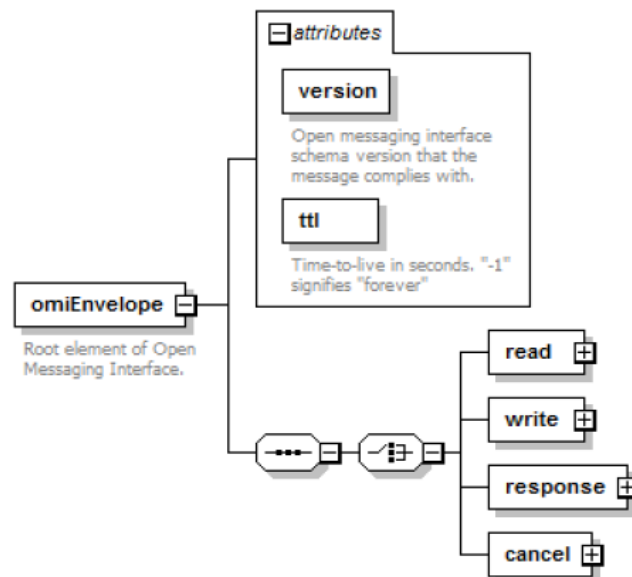 attributes
version
Open messaging interface
schema version that the
message complies with.
ttl
Time-to-live in seconds. "-1"
signifies "forever"
omiEnvelope
Root element of Open
Messaging Interface.
read
write
response
cancel